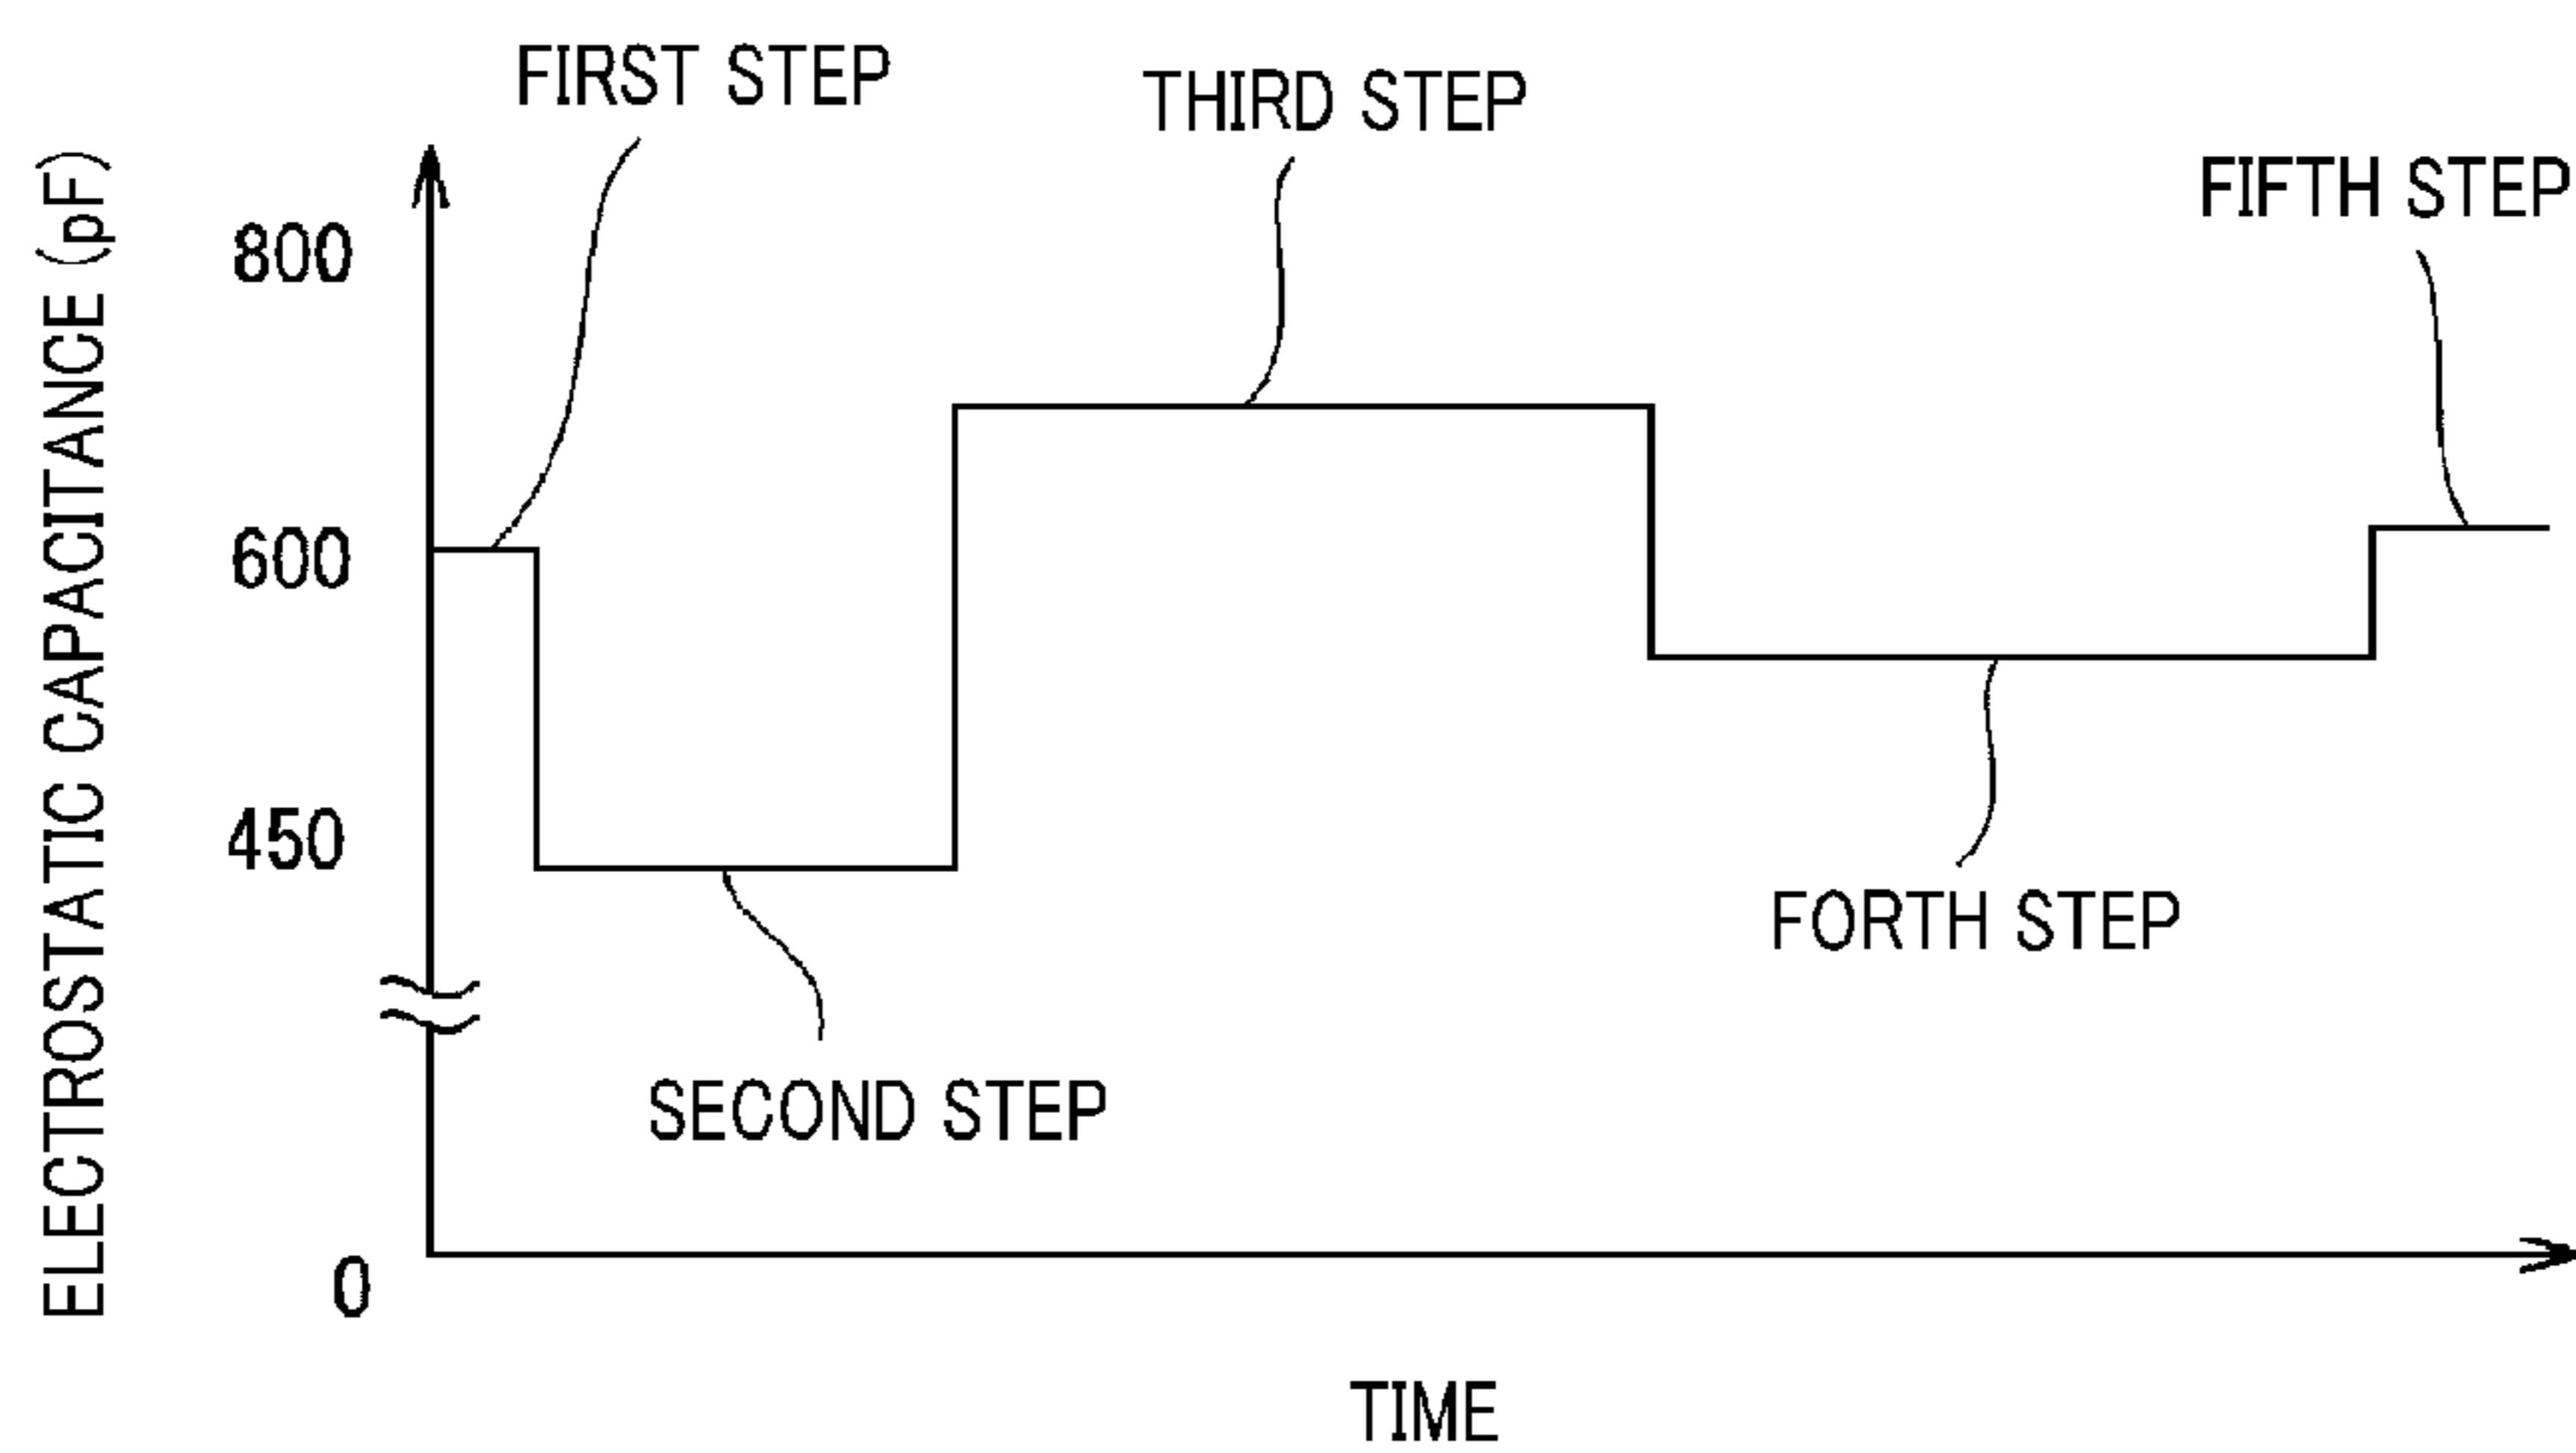 FIRST STEP
THIRD STEP
FIFTH STEP
ELECTROSTATIC CAPACITANCE (pF)
800
600
450
FORTH STEP
SECOND STEP
0
TIME